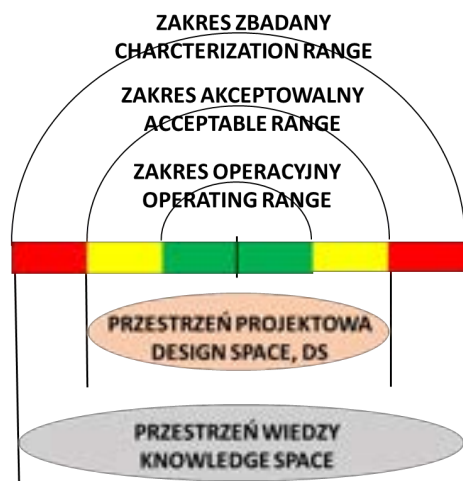 ZAKRES ZBADANY
CHARCTERIZATION RANGE
ZAKRES AKCEPTOWALNY
ACCEPTABLE RANGE
ZAKRES OPERACYJNY
OPERATING RANGE
PRZESTRZEŃ PROJEKTOWA
DESIGN SPACE, DS
PRZESTRZEŃ WIEDZY
KNOWLEDGE SPACE